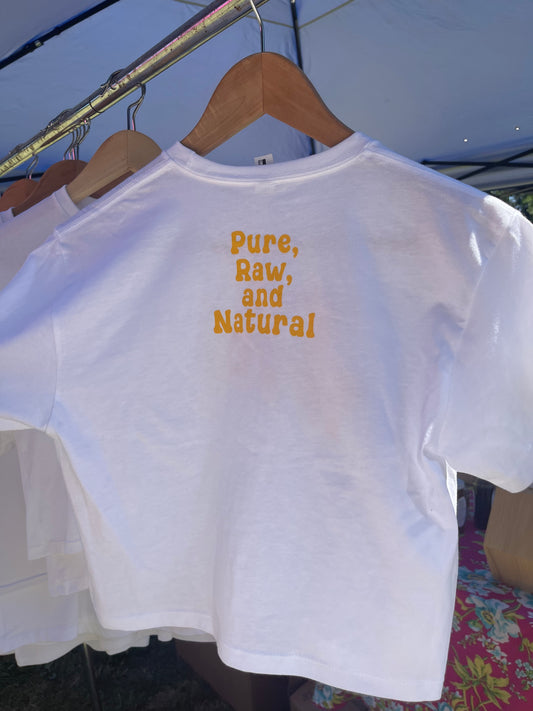 Pure,
Raw,
and
Natural